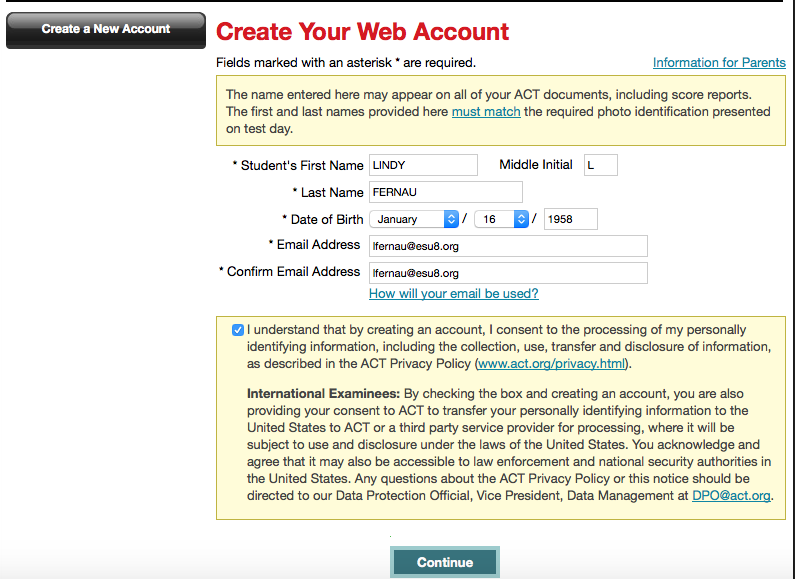 Create a New Account
Create Your Web Account
Fields marked with an asterisk * are required.
Information for Parents
The name entered here may appear on all of your ACT documents, including score reports.
The first and last names provided here must match the required photo identification presented
on test day.
* Student's First Name LINDY Middle Initial L
* Last Name FERNAU
* Date of Birth January / 16 / 1958
* Email Address lfernau@esu8.org
* Confirm Email Address lfernau@esu8.org
How will your email be used?
I understand that by creating an account, I consent to the processing of my personally
identifying information, including the collection, use, transfer and disclosure of information,
as described in the ACT Privacy Policy (www.act.org/privacy.html).
International Examinees: By checking the box and creating an account, you are also
providing your consent to ACT to transfer your personally identifying information to the
United States to ACT or a third party service provider for processing, where it will be
subject to use and disclosure under the laws of the United States. You acknowledge and
agree that it may also be accessible to law enforcement and national security authorities in
the United States. Any questions about the ACT Privacy Policy or this notice should be
directed to our Data Protection Official, Vice President, Data Management at DPO@act.org.
Continue